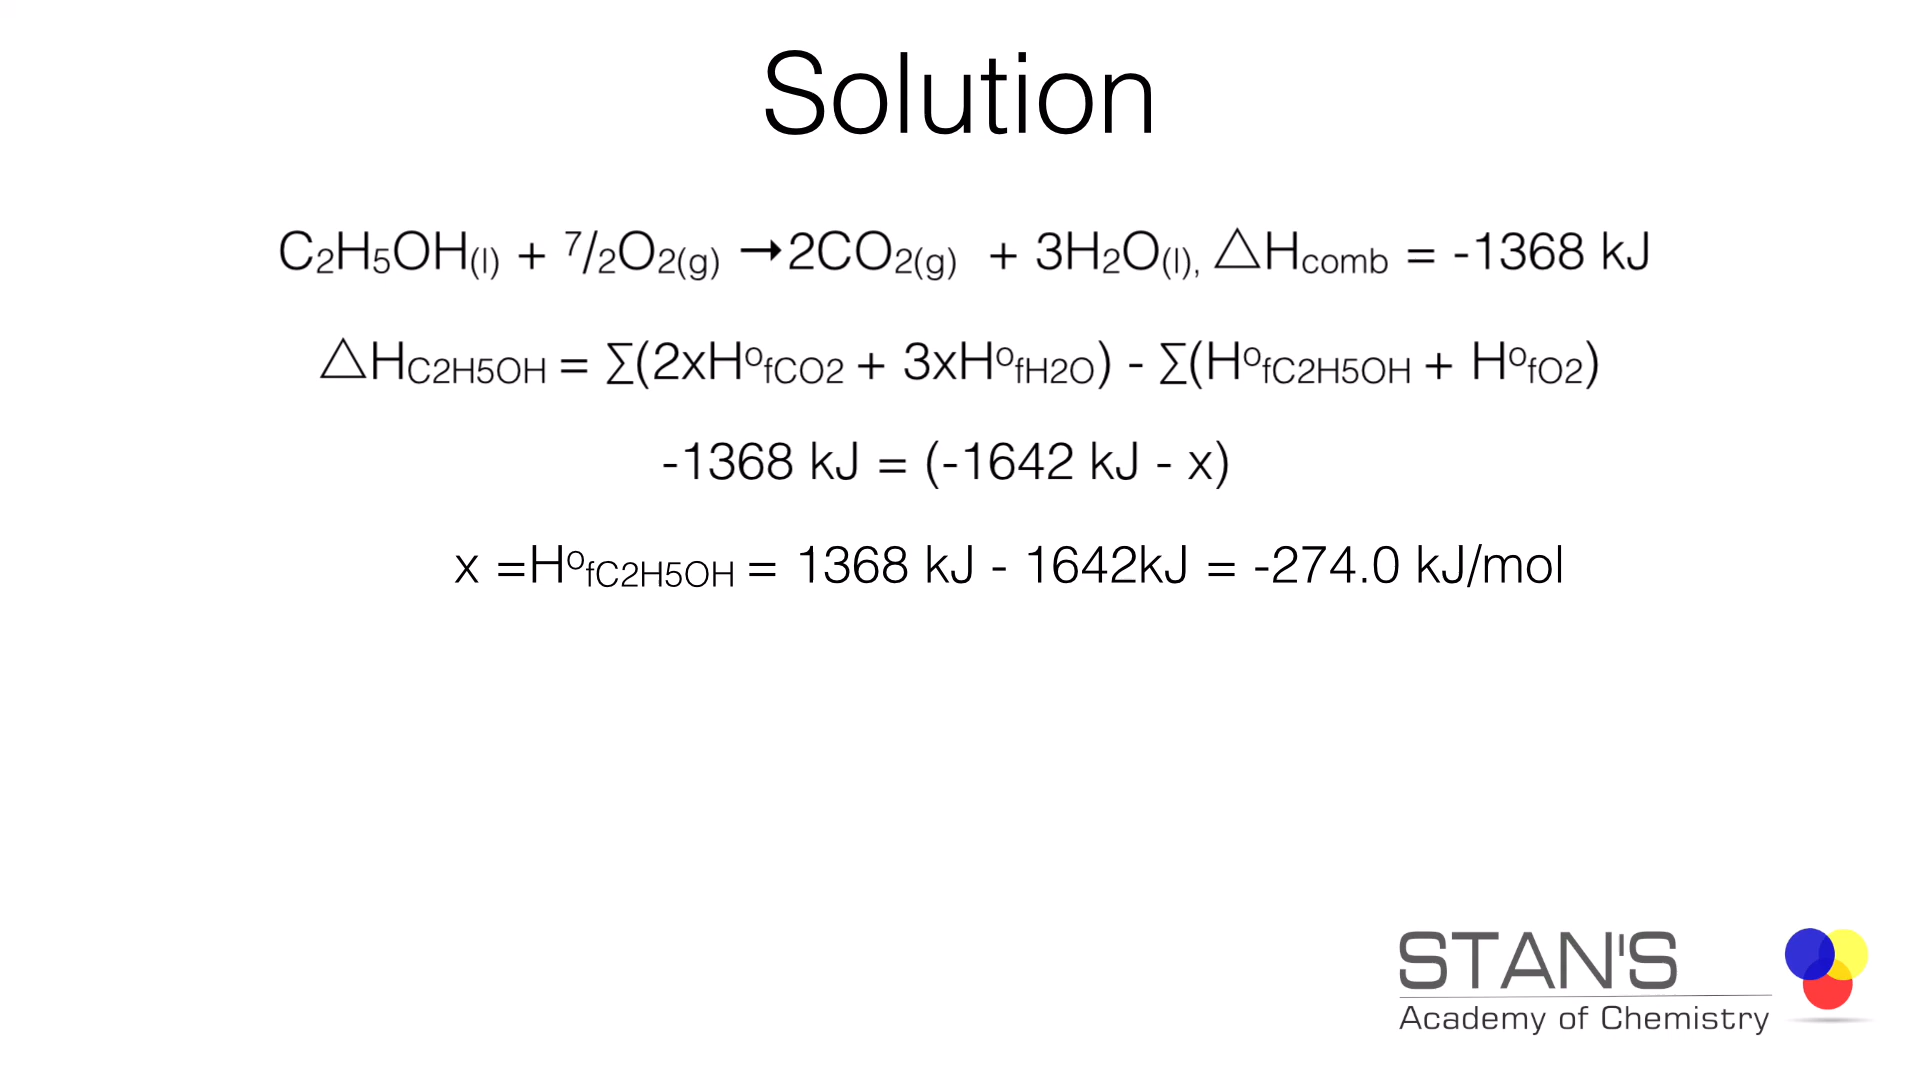 Solution
C₂H₅OH₍ₗ₎ + ⁷/₂O₂₍g₎ →2CO₂₍g₎ + 3H₂O₍ₗ₎, △Hcomb = -1368 kJ
△HC2H5OH = ∑(2xHºfCO2 + 3xHºfH2O) - ∑(HºfC2H5OH + HºfO2)
-1368 kJ = (-1642 kJ - x)
x =HºfC2H5OH = 1368 kJ - 1642kJ = -274.0 kJ/mol
STAN'S
Academy of Chemistry